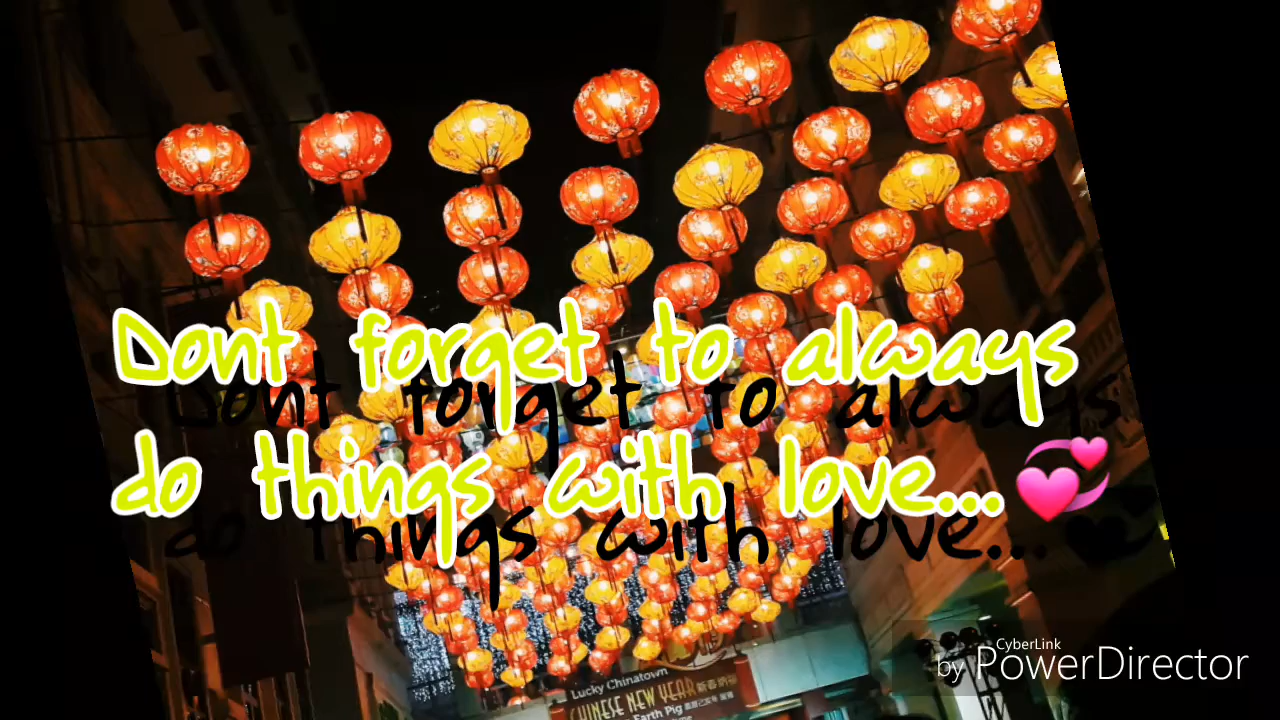 Dont forget to always
do things with love...💞
Lucky Chinatown
CHINESE NEW YEAR
Earth Pig
CyberLink
by PowerDirector